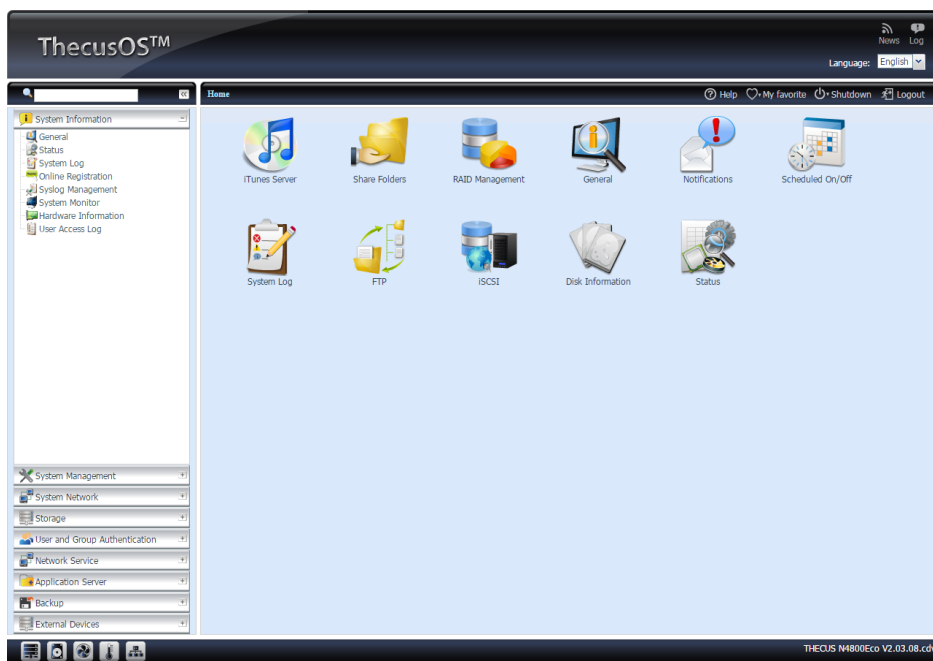 ThecusOS™
News Log
Language: English
Home
Help My favorite Shutdown Logout
System Information
General
Status
System Log
Online Registration
Syslog Management
System Monitor
Hardware Information
User Access Log
System Management
System Network
Storage
User and Group Authentication
Network Service
Application Server
Backup
External Devices
iTunes Server
Share Folders
RAID Management
General
Notifications
Scheduled On/Off
System Log
FTP
iSCSI
Disk Information
Status
THECUS N4800Eco V2.03.08.cdv